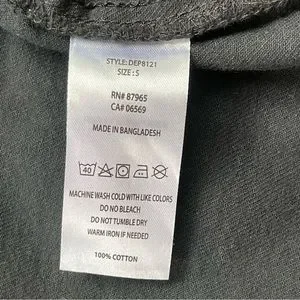 STYLE: DEP8121
SIZE : S
RN# 87965
CA# 06569
MADE IN BANGLADESH
40
MACHINE WASH COLD WITH LIKE COLORS
DO NO BLEACH
DO NOT TUMBLE DRY
WARM IRON IF NEEDED
100% COTTON